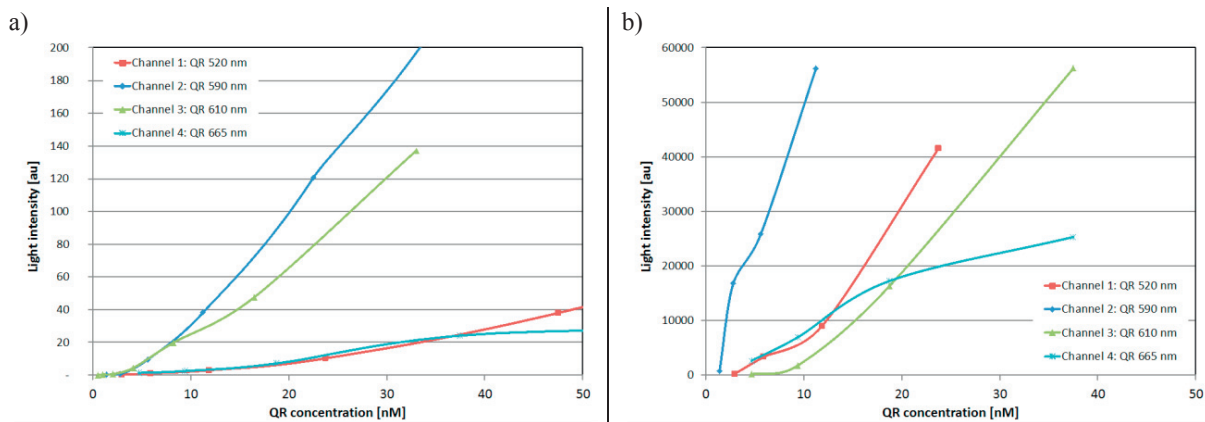 a)
200
180
160
140
120
100
80
60
40
20
-
Light intensity [au]
Channel 1: QR 520 nm
Channel 2: QR 590 nm
Channel 3: QR 610 nm
Channel 4: QR 665 nm
0 10 20 30 40 50
QR concentration [nM]
b)
60000
50000
40000
30000
20000
10000
0
Light intensity [au]
Channel 1: QR 520 nm
Channel 2: QR 590 nm
Channel 3: QR 610 nm
Channel 4: QR 665 nm
0 10 20 30 40 50
QR concentration [nM]